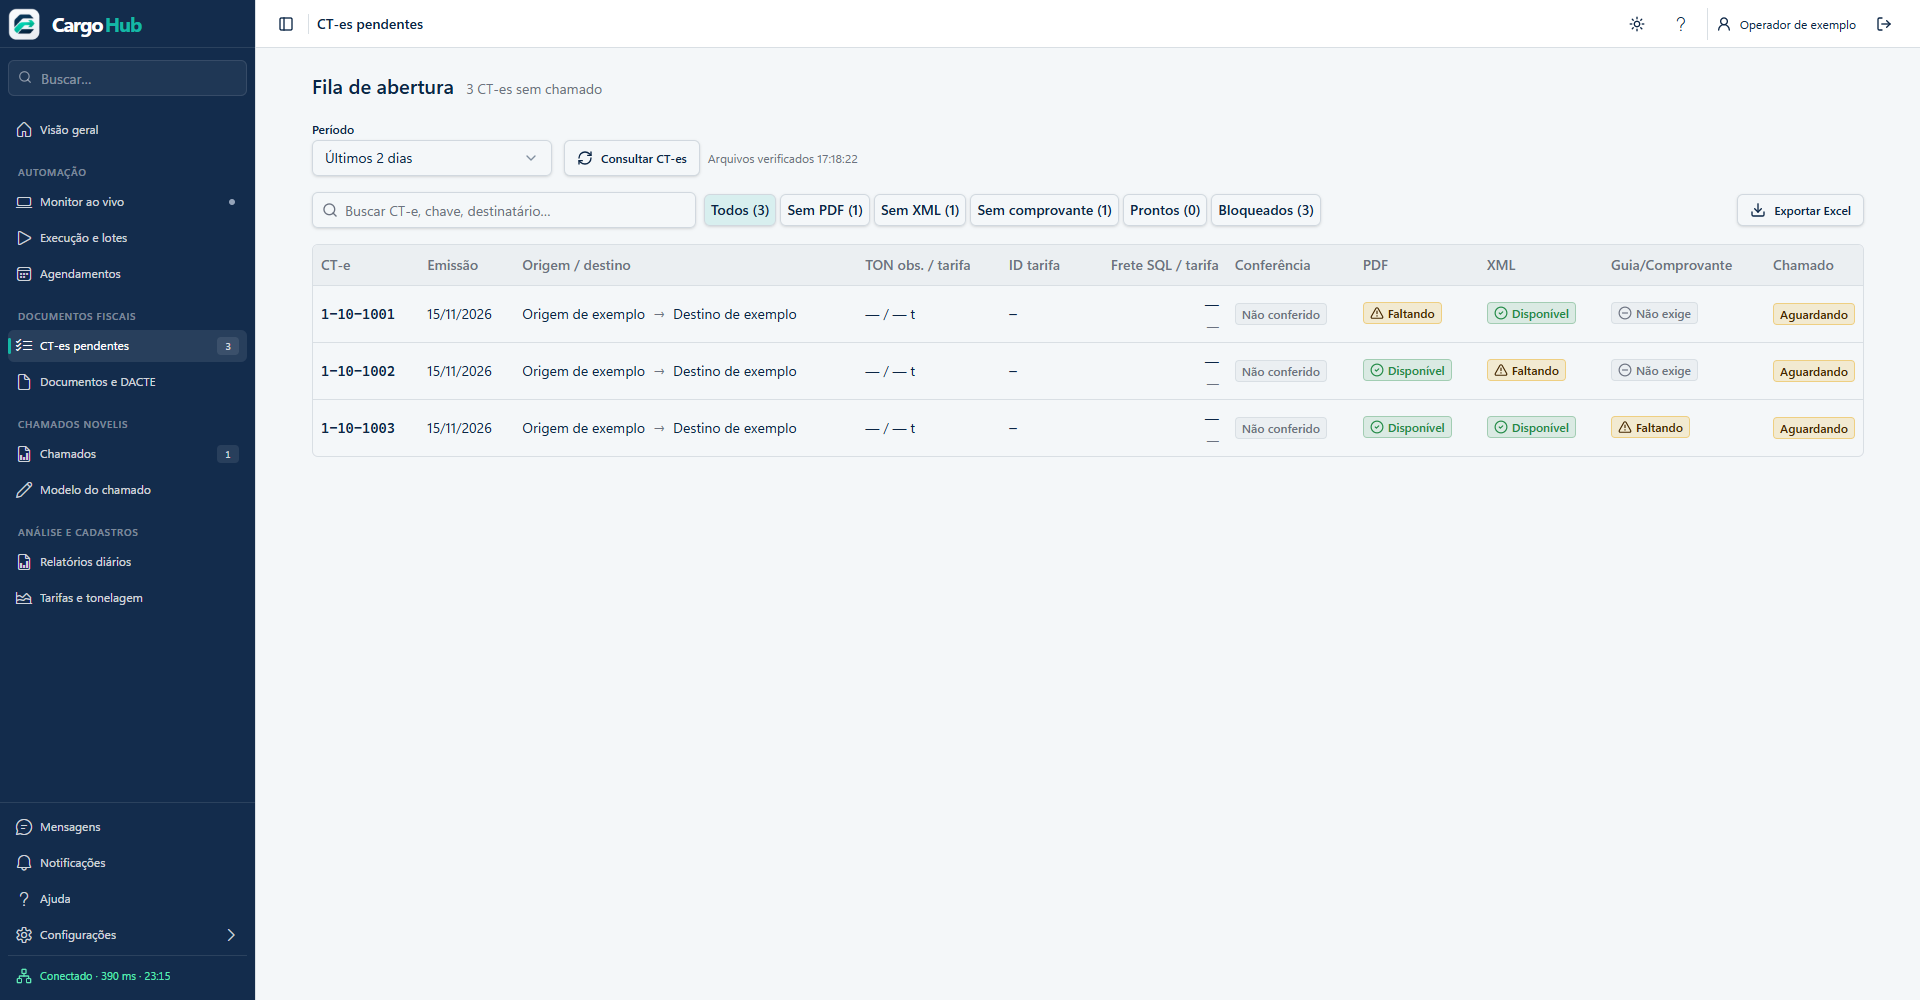 CargoHub
Buscar...
Visão geral
AUTOMAÇÃO
Monitor ao vivo
Execução e lotes
Agendamentos
DOCUMENTOS FISCAIS
CT-es pendentes 3
Documentos e DACTE
CHAMADOS NOVELIS
Chamados 1
Modelo do chamado
ANÁLISE E CADASTROS
Relatórios diários
Tarifas e tonelagem
Mensagens
Notificações
? Ajuda
Configurações
Conectado · 390 ms · 23:15
CT-es pendentes
? Operador de exemplo
Fila de abertura 3 CT-es sem chamado
Período
Últimos 2 dias Consultar CT-es Arquivos verificados 17:18:22
Buscar CT-e, chave, destinatário... Todos (3) Sem PDF (1) Sem XML (1) Sem comprovante (1) Prontos (0) Bloqueados (3) Exportar Excel
CT-e Emissão Origem / destino TON obs. / tarifa ID tarifa Frete SQL / tarifa Conferência PDF XML Guia/Comprovante Chamado
1-10-1001 15/11/2026 Origem de exemplo → Destino de exemplo — / — t – — — Não conferido Faltando Disponível Não exige Aguardando
1-10-1002 15/11/2026 Origem de exemplo → Destino de exemplo — / — t – — — Não conferido Disponível Faltando Não exige Aguardando
1-10-1003 15/11/2026 Origem de exemplo → Destino de exemplo — / — t – — — Não conferido Disponível Disponível Faltando Aguardando